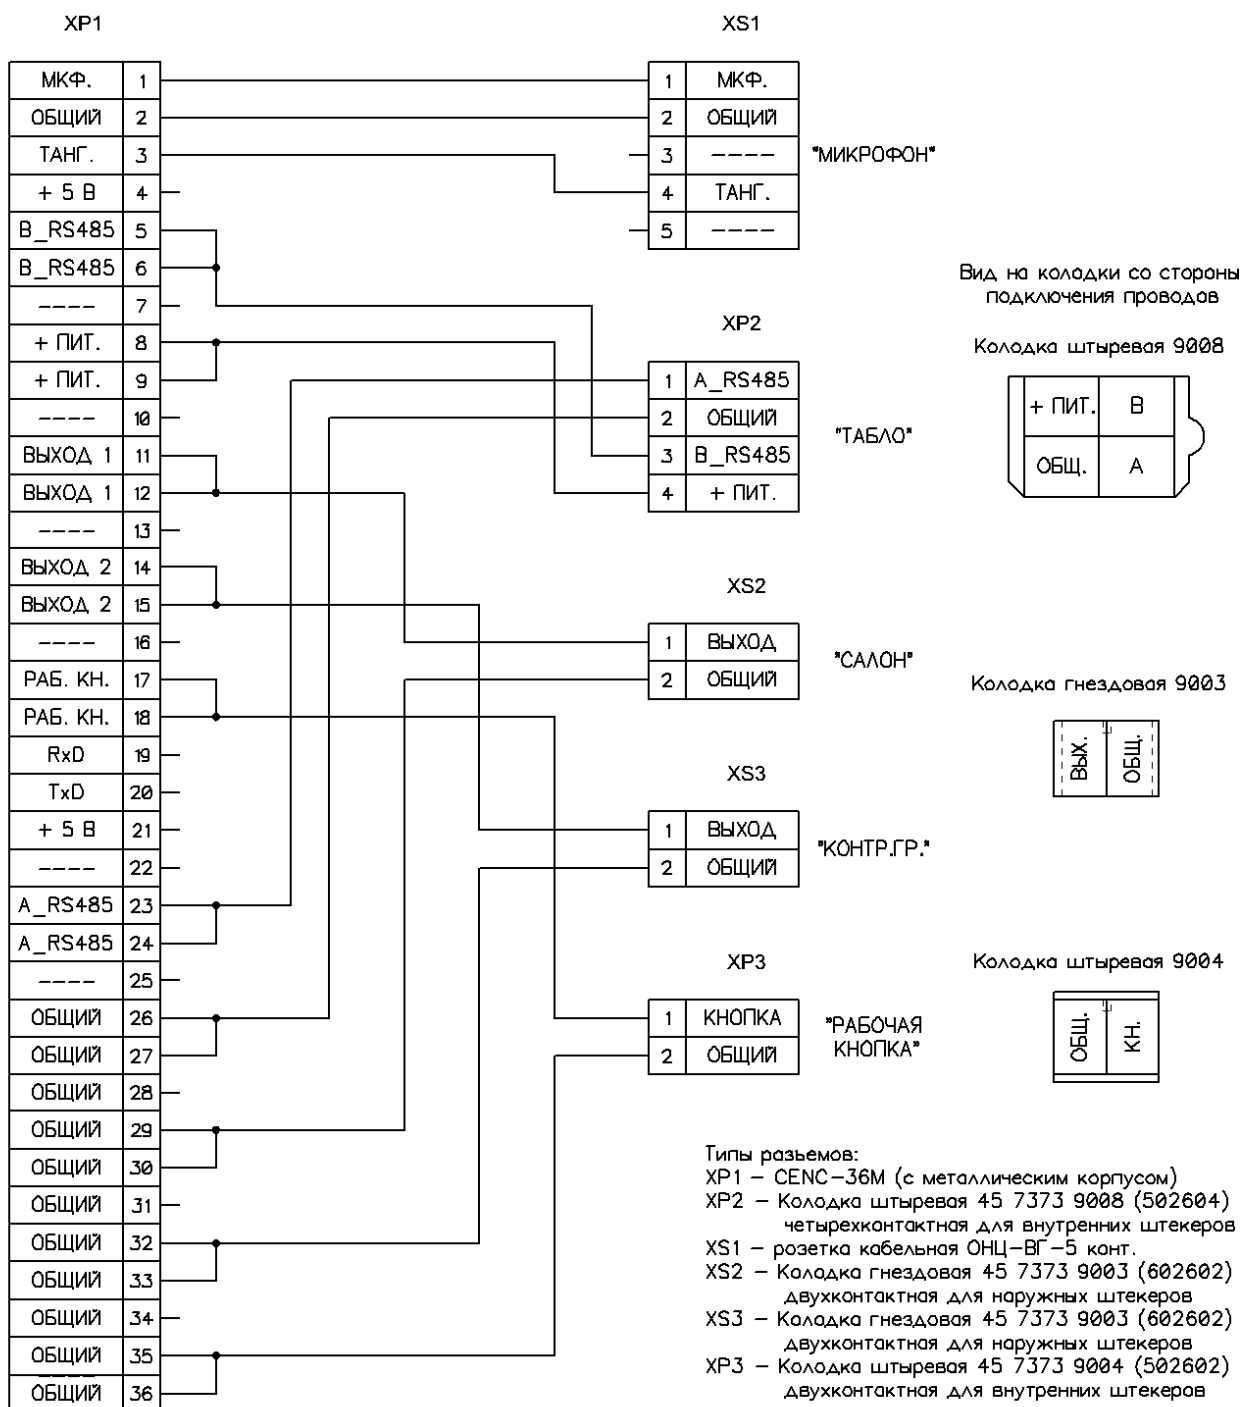 XP1
МКФ. 1
ОБЩИЙ 2
ТАНГ. 3
+ 5 В 4
B_RS485 5
B_RS485 6
---- 7
+ ПИТ. 8
+ ПИТ. 9
---- 10
ВЫХОД 1 11
ВЫХОД 1 12
---- 13
ВЫХОД 2 14
ВЫХОД 2 15
---- 16
РАБ. КН. 17
РАБ. КН. 18
RxD 19
TxD 20
+ 5 В 21
---- 22
A_RS485 23
A_RS485 24
---- 25
ОБЩИЙ 26
ОБЩИЙ 27
ОБЩИЙ 28
ОБЩИЙ 29
ОБЩИЙ 30
ОБЩИЙ 31
ОБЩИЙ 32
ОБЩИЙ 33
ОБЩИЙ 34
ОБЩИЙ 35
ОБЩИЙ 36
XS1
1 МКФ.
2 ОБЩИЙ
3 ----
4 ТАНГ.
5 ----
"МИКРОФОН"
XP2
1 A_RS485
2 ОБЩИЙ
3 B_RS485
4 + ПИТ.
"ТАБЛО"
XS2
1 ВЫХОД
2 ОБЩИЙ
"САЛОН"
XS3
1 ВЫХОД
2 ОБЩИЙ
"КОНТР.ГР."
XP3
1 КНОПКА
2 ОБЩИЙ
"РАБОЧАЯ
КНОПКА"
Вид на колодки со стороны
подключения проводов
Колодка штыревая 9008
+ ПИТ. В
ОБЩ. А
Колодка гнездовая 9003
ВЫХ. ОБЩ.
Колодка штыревая 9004
ОБЩ. КН.
Типы разьемов:
XP1 – CENC-36M (с металлическим корпусом)
XP2 – Колодка штыревая 45 7373 9008 (502604)
четырехконтактная для внутренних штекеров
XS1 – розетка кабельная ОНЦ-ВГ-5 конт.
XS2 – Колодка гнездовая 45 7373 9003 (602602)
двухконтактная для наружных штекеров
XS3 – Колодка гнездовая 45 7373 9003 (602602)
двухконтактная для наружных штекеров
XP3 – Колодка штыревая 45 7373 9004 (502602)
двухконтактная для внутренних штекеров